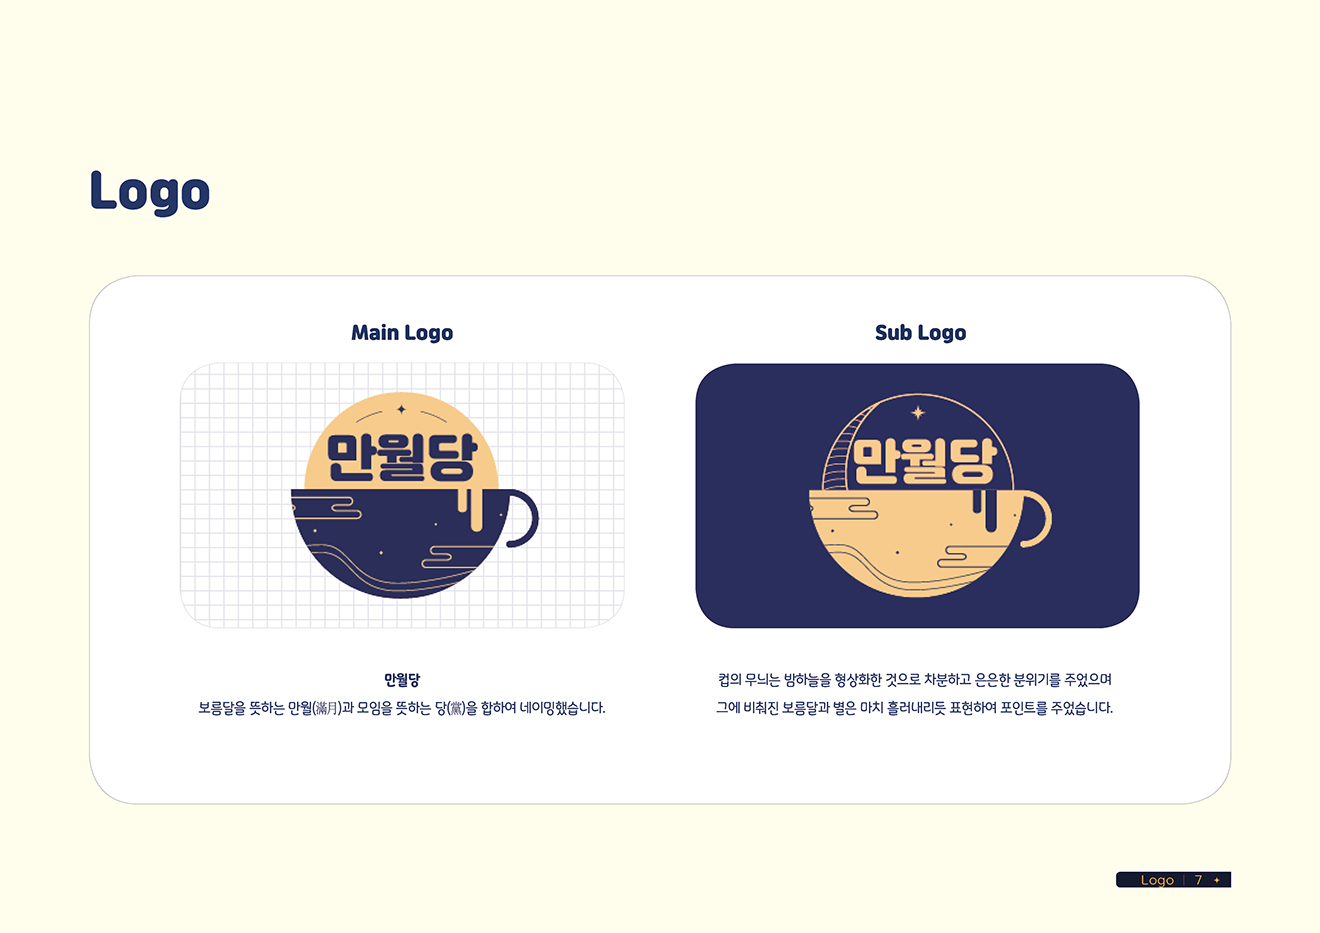 Logo
Main Logo
만월당
만월당
보름달을 뜻하는 만월(滿月)과 모임을 뜻하는 당(黨)을 합하여 네이밍했습니다.
Sub Logo
만월당
컵의 무늬는 밤하늘을 형상화한 것으로 차분하고 은은한 분위기를 주었으며
그에 비춰진 보름달과 별은 마치 흘러내리듯 표현하여 포인트를 주었습니다.
Logo | 7